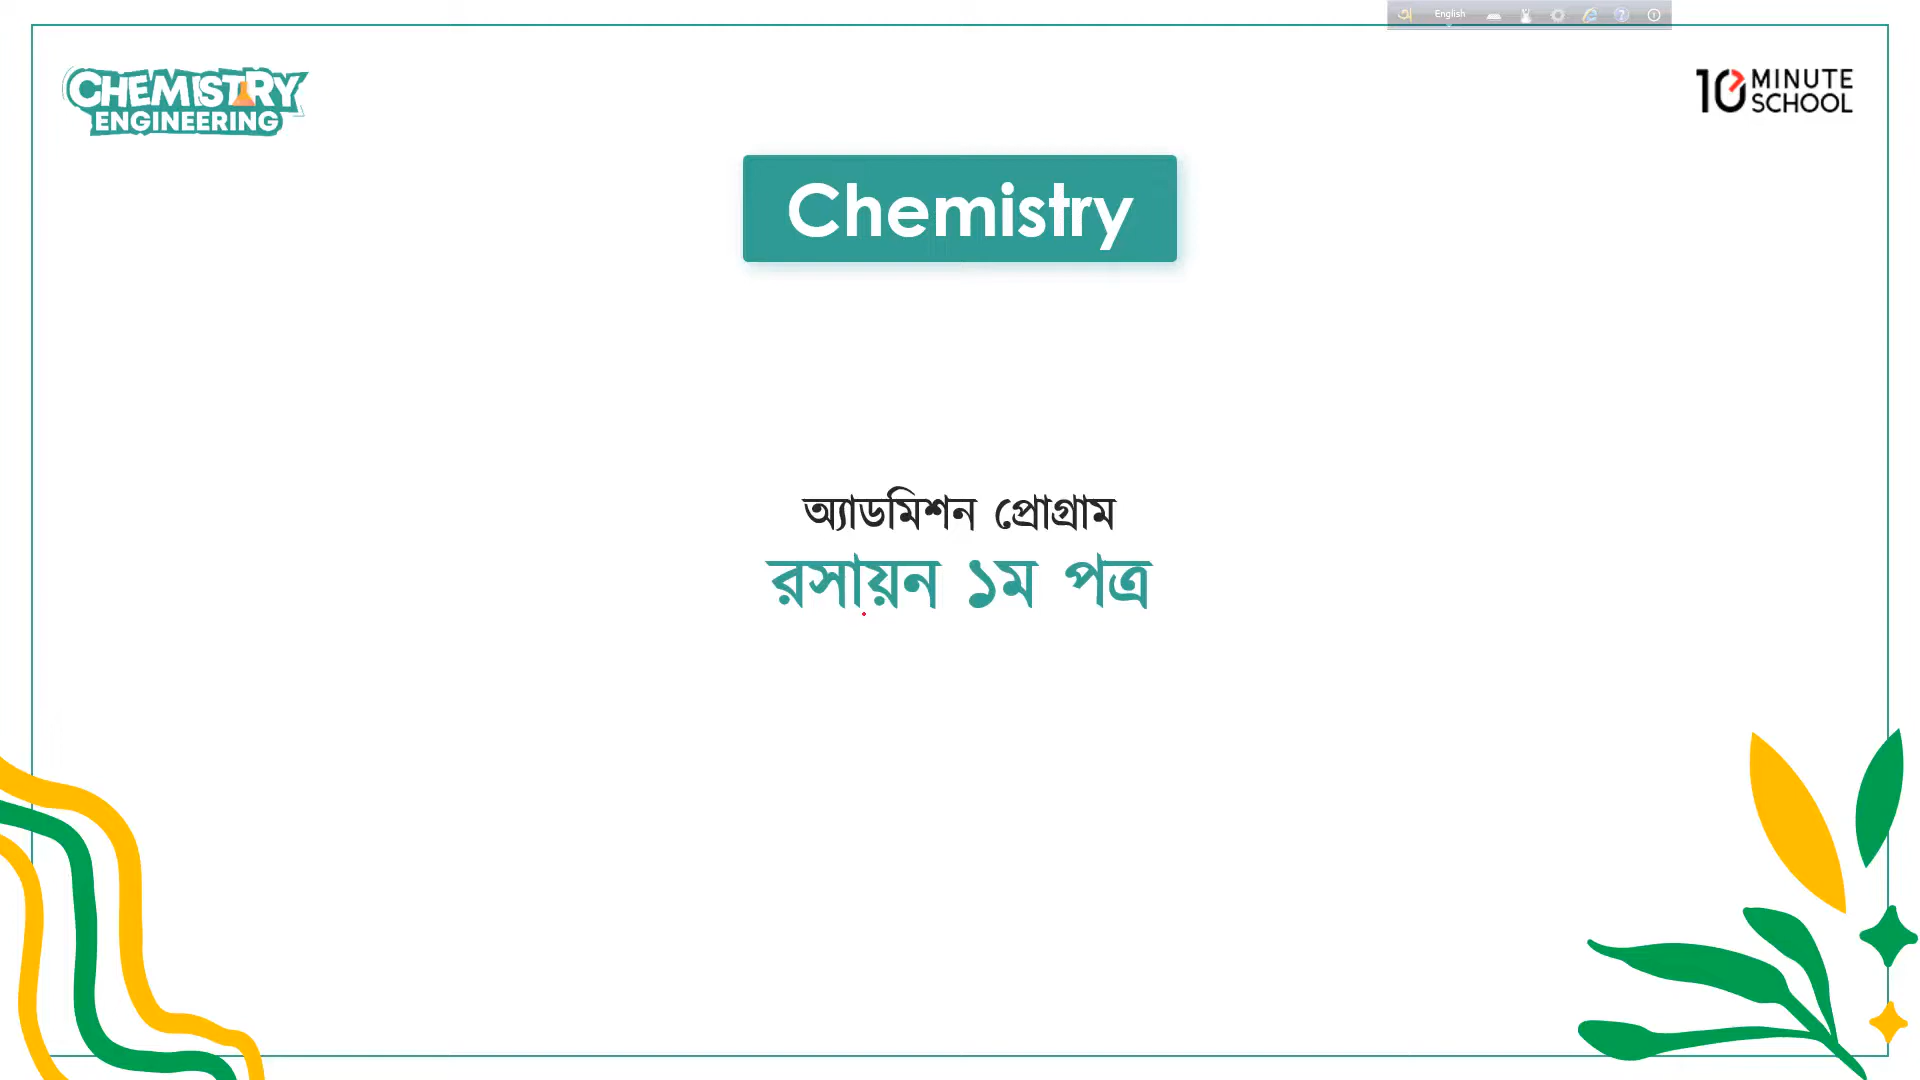 English
CHEMISTRY
ENGINEERING
10 MINUTE
SCHOOL
Chemistry
অ্যাডমিশন প্রোগ্রাম
রসায়ন ১ম পত্র